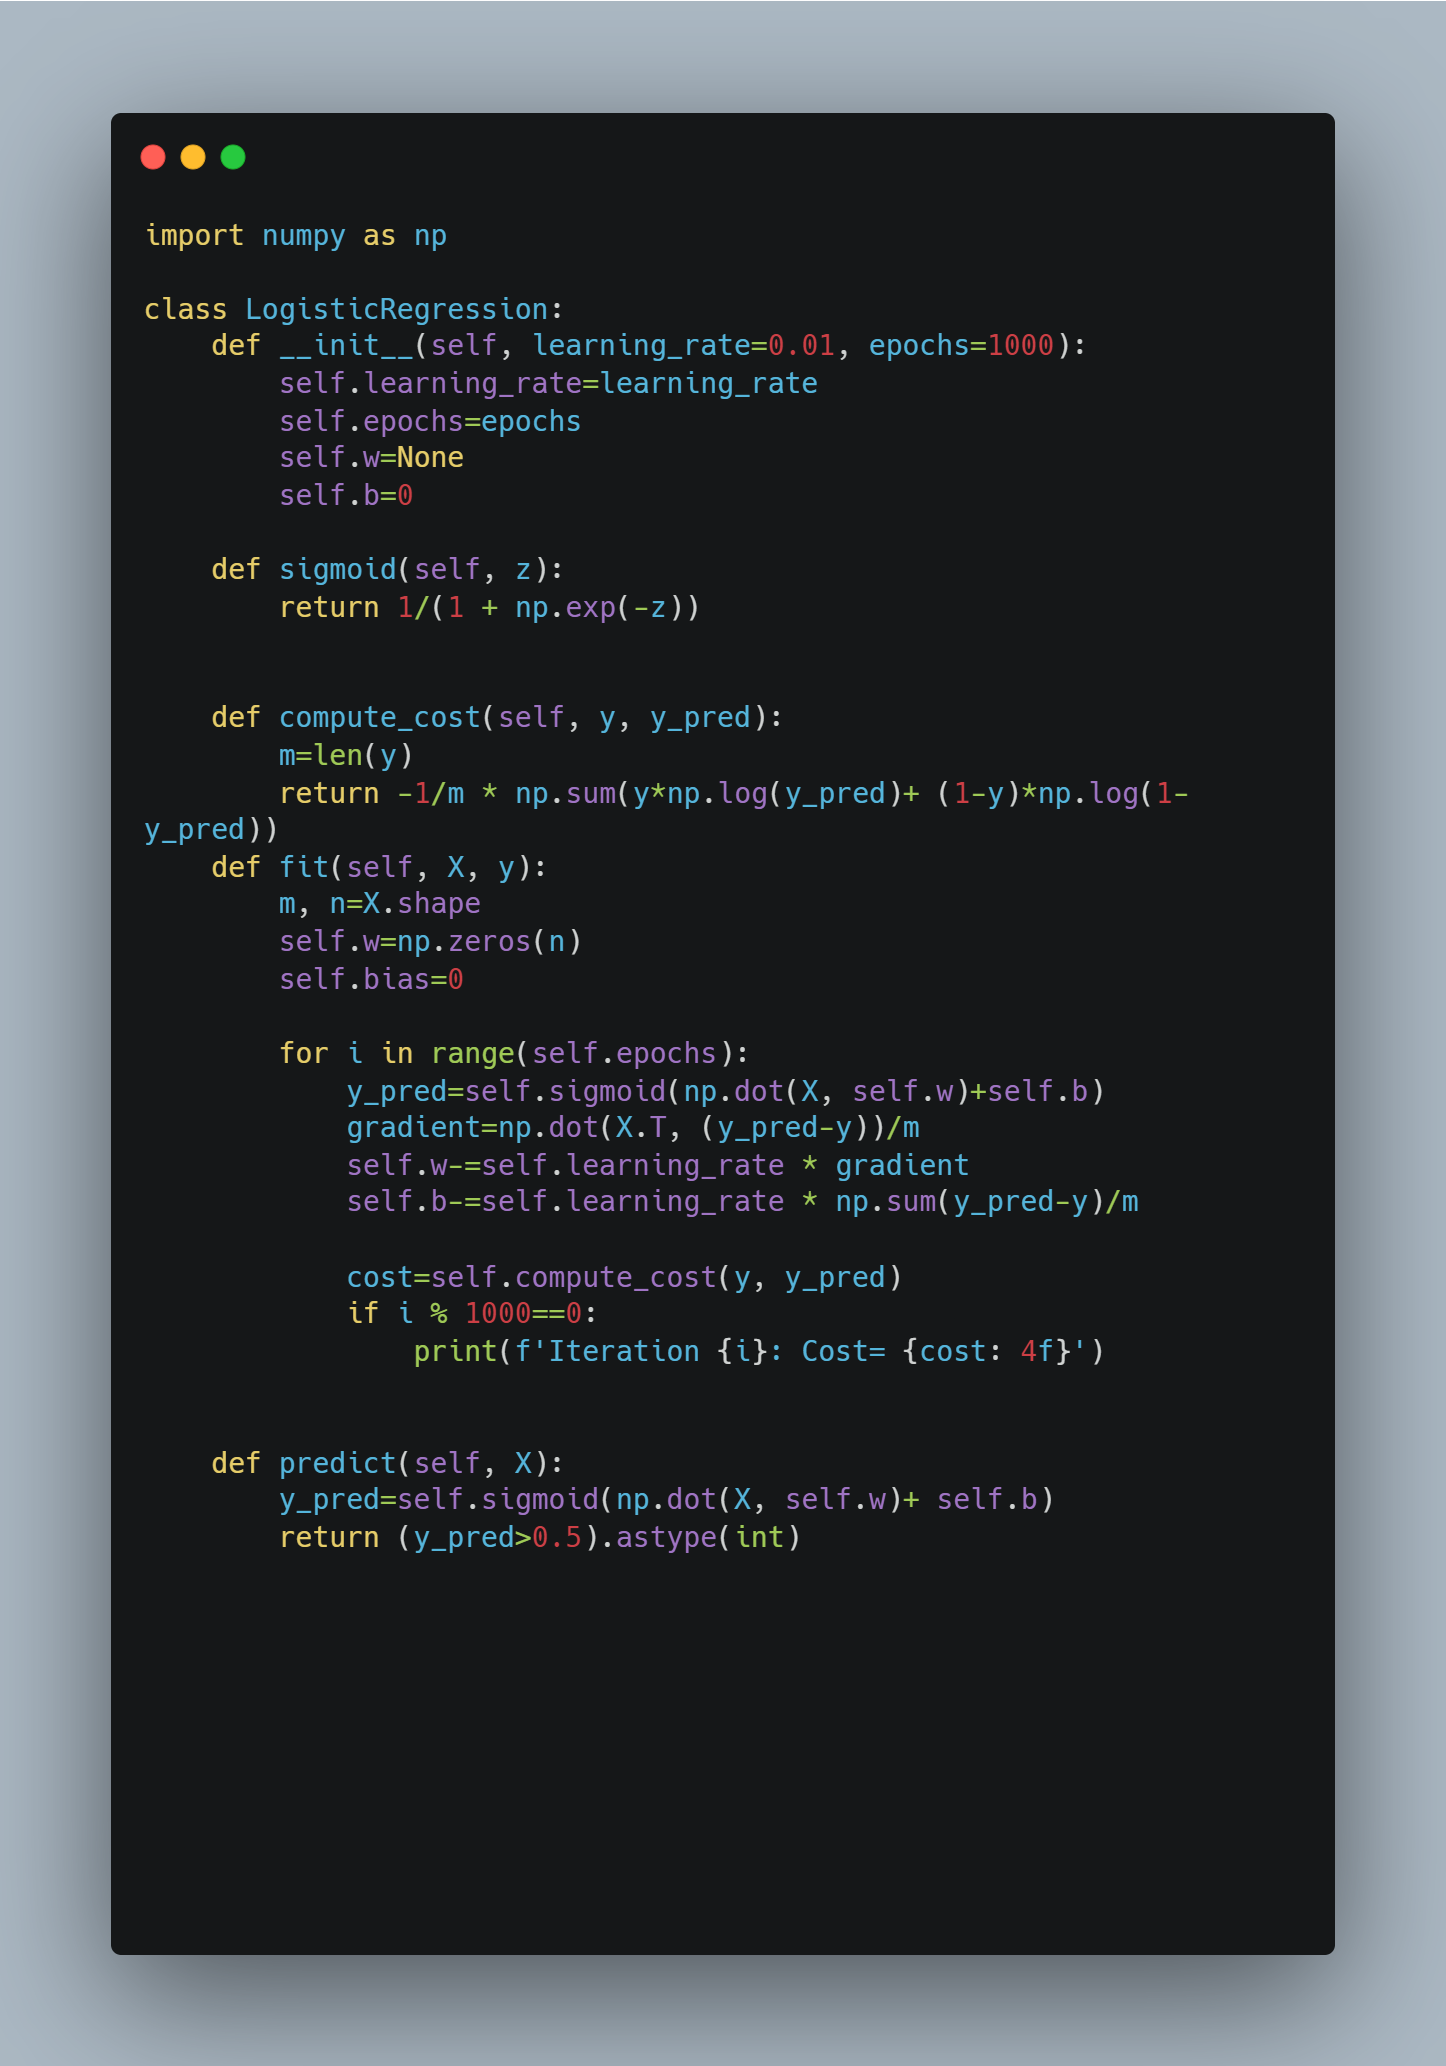 import numpy as np
class LogisticRegression:
    def __init__(self, learning_rate=0.01, epochs=1000):
        self.learning_rate=learning_rate
        self.epochs=epochs
        self.w=None
        self.b=0
    def sigmoid(self, z):
        return 1/(1 + np.exp(-z))
    def compute_cost(self, y, y_pred):
        m=len(y)
        return -1/m * np.sum(y*np.log(y_pred)+ (1-y)*np.log(1-
y_pred))
    def fit(self, X, y):
        m, n=X.shape
        self.w=np.zeros(n)
        self.bias=0
        for i in range(self.epochs):
            y_pred=self.sigmoid(np.dot(X, self.w)+self.b)
            gradient=np.dot(X.T, (y_pred-y))/m
            self.w-=self.learning_rate * gradient
            self.b-=self.learning_rate * np.sum(y_pred-y)/m
            cost=self.compute_cost(y, y_pred)
            if i % 1000==0:
                print(f'Iteration {i}: Cost= {cost: 4f}')
    def predict(self, X):
        y_pred=self.sigmoid(np.dot(X, self.w)+ self.b)
        return (y_pred>0.5).astype(int)